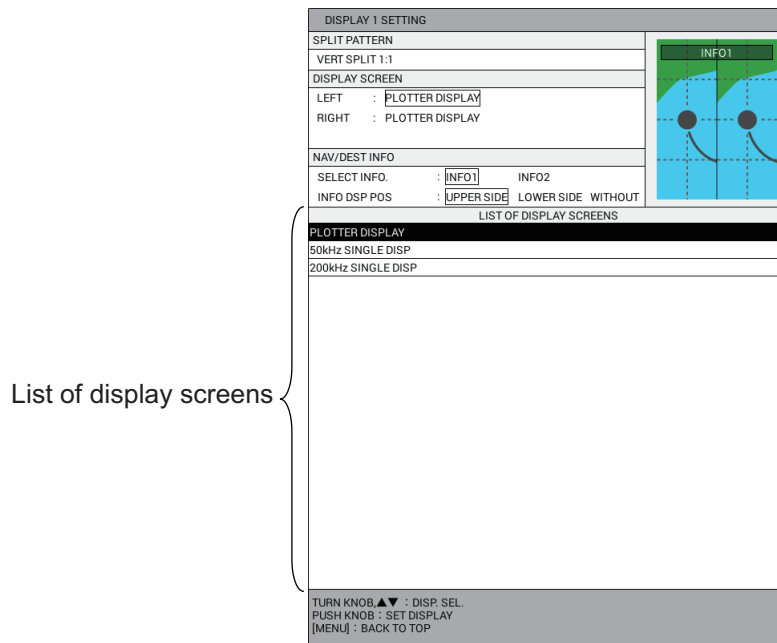 DISPLAY 1 SETTING
SPLIT PATTERN
VERT SPLIT 1:1
DISPLAY SCREEN
LEFT : PLOTTER DISPLAY
RIGHT : PLOTTER DISPLAY
NAV/DEST INFO
SELECT INFO. : INFO1 INFO2
INFO DSP POS : UPPER SIDE LOWER SIDE WITHOUT
INFO1
LIST OF DISPLAY SCREENS
PLOTTER DISPLAY
50kHz SINGLE DISP
200kHz SINGLE DISP
List of display screens
TURN KNOB,▲▼ : DISP. SEL.
PUSH KNOB : SET DISPLAY
[MENU] : BACK TO TOP